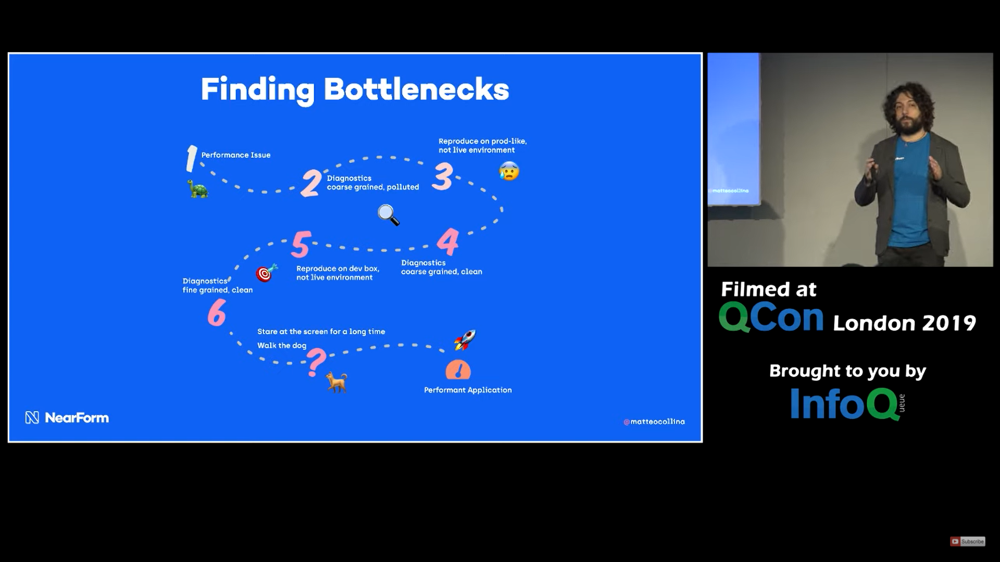 Finding Bottlenecks
1
Performance Issue
2
Diagnostics
coarse grained, polluted
3
Reproduce on prod-like,
not live environment
4
Diagnostics
coarse grained, clean
5
Reproduce on dev box,
not live environment
6
Diagnostics
fine grained, clean
?
Stare at the screen for a long time
Walk the dog
Performant Application
N NearForm
@matteocollina
@matteocollina
Filmed at
QCon London 2019
Brought to you by
InfoQueue
Subscribe